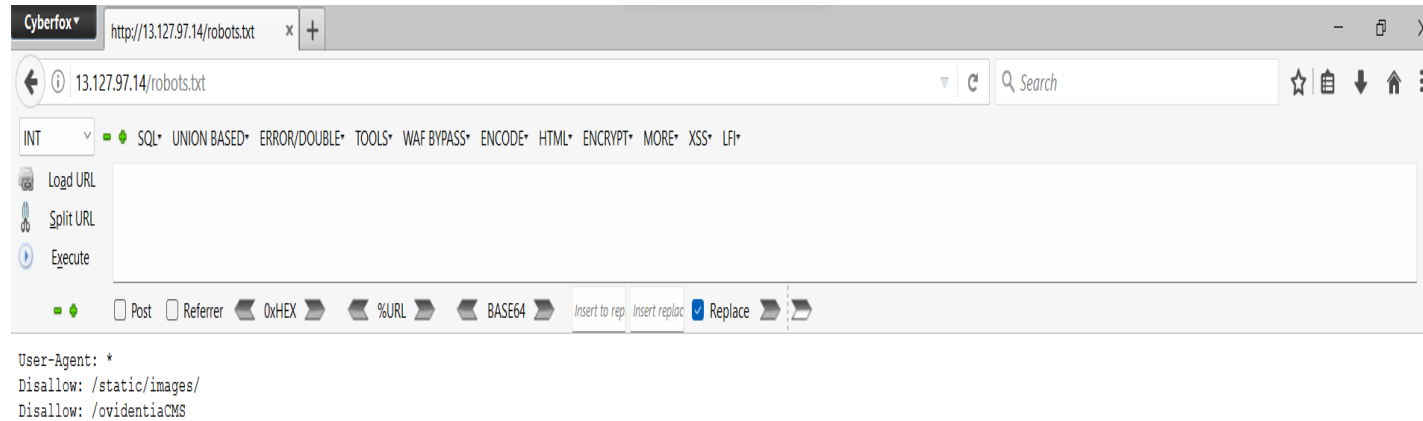 Cyberfox
http://13.127.97.14/robots.txt
13.127.97.14/robots.txt
Search
INT SQL UNION BASED ERROR/DOUBLE TOOLS WAF BYPASS ENCODE HTML ENCRYPT MORE XSS LFI
Load URL
Split URL
Execute
Post Referrer 0xHEX %URL BASE64 Insert to rep Insert replac Replace
User-Agent: *
Disallow: /static/images/
Disallow: /ovidentiaCMS